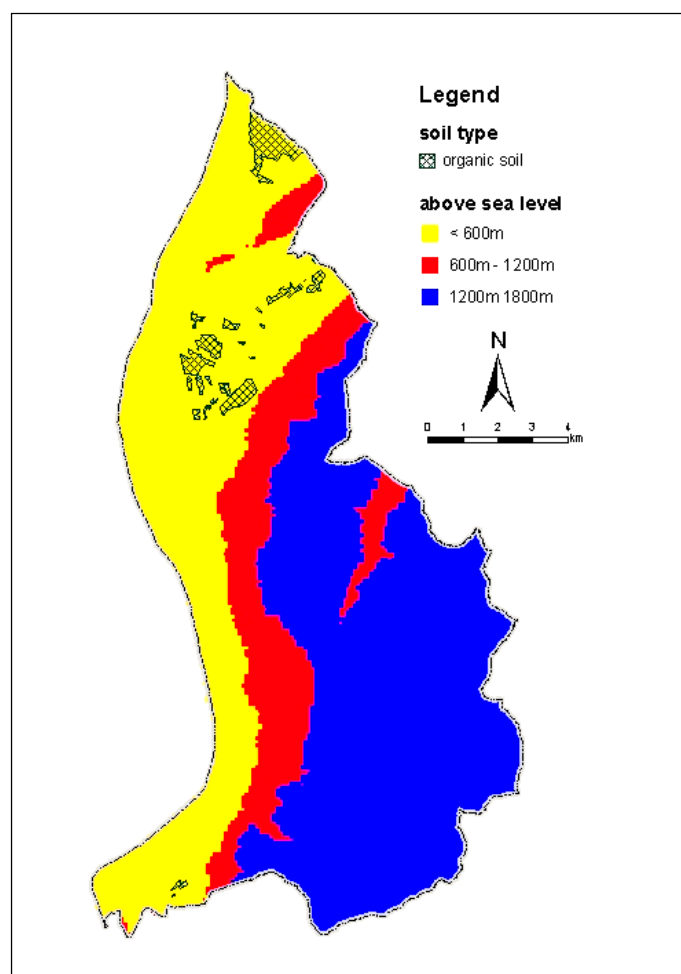 Legend
soil type
organic soil
above sea level
< 600m
600m - 1200m
1200m 1800m
N
0 1 2 3 4
km